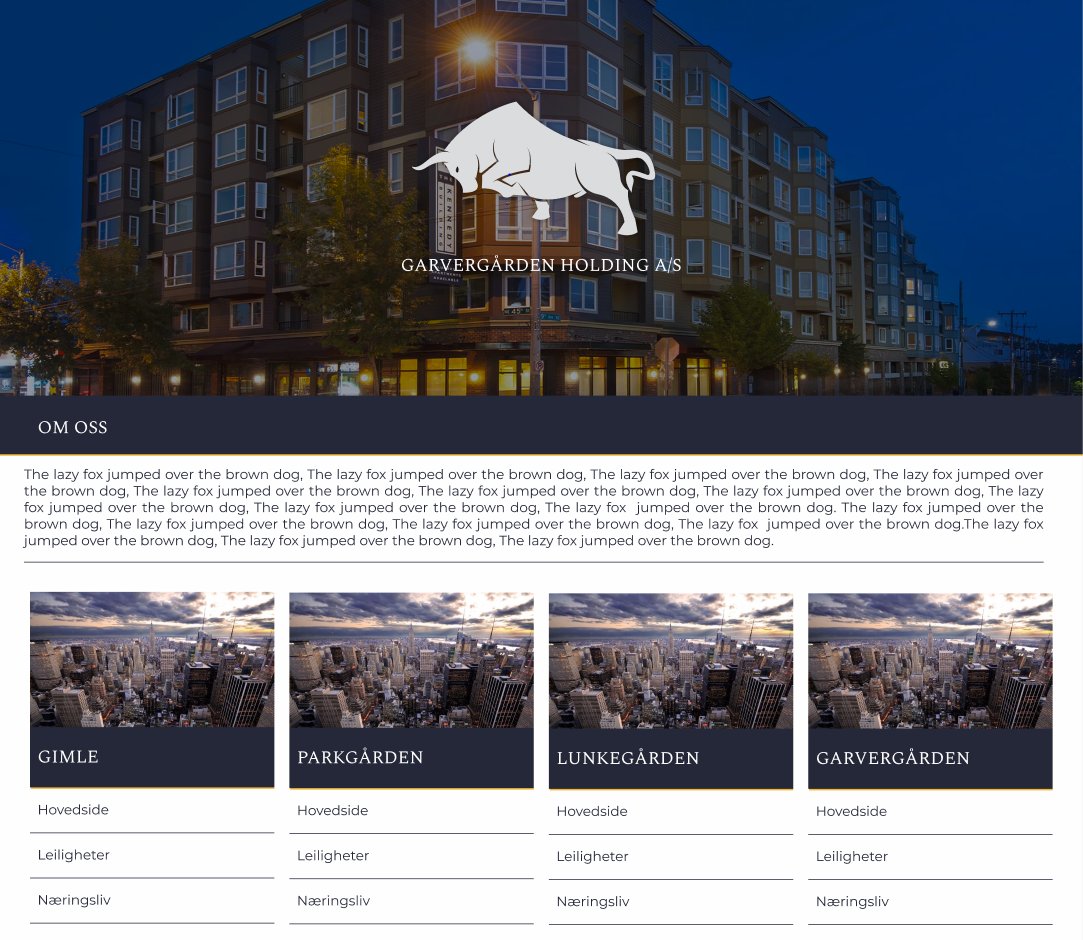 THE KENNEDY BUILDING
GARVERGÅRDEN HOLDING A/S
N 45th
OM OSS
The lazy fox jumped over the brown dog, The lazy fox jumped over the brown dog, The lazy fox jumped over the brown dog, The lazy fox jumped over
the brown dog, The lazy fox jumped over the brown dog, The lazy fox jumped over the brown dog, The lazy fox jumped over the brown dog, The lazy
fox jumped over the brown dog, The lazy fox jumped over the brown dog, The lazy fox  jumped over the brown dog. The lazy fox jumped over the
brown dog, The lazy fox jumped over the brown dog, The lazy fox jumped over the brown dog, The lazy fox  jumped over the brown dog.The lazy fox
jumped over the brown dog, The lazy fox jumped over the brown dog, The lazy fox jumped over the brown dog.
GIMLE
PARKGÅRDEN
LUNKEGÅRDEN
GARVERGÅRDEN
Hovedside
Hovedside
Hovedside
Hovedside
Leiligheter
Leiligheter
Leiligheter
Leiligheter
Næringsliv
Næringsliv
Næringsliv
Næringsliv